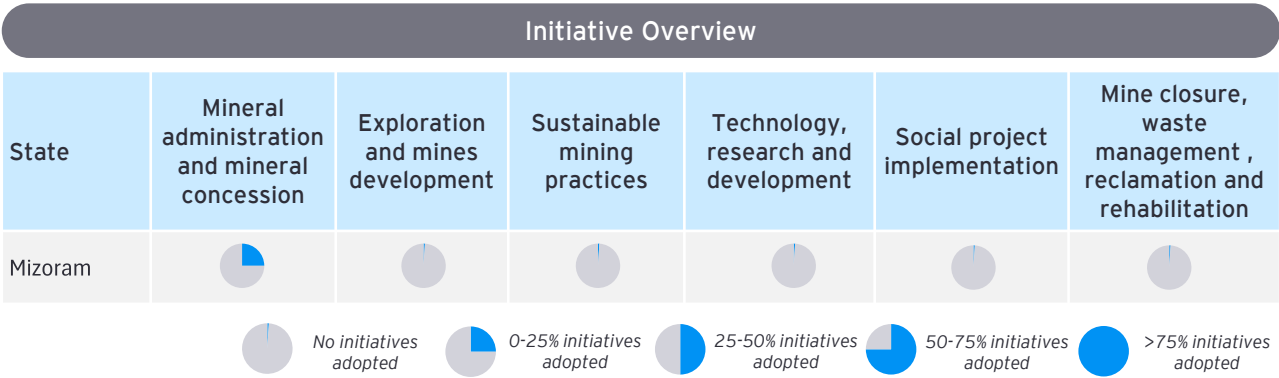 Initiative Overview
State
Mineral
administration
and mineral
concession
Exploration
and mines
development
Sustainable
mining
practices
Technology,
research and
development
Social project
implementation
Mine closure,
waste
management ,
reclamation and
rehabilitation
Mizoram
No initiatives
adopted
0-25% initiatives
adopted
25-50% initiatives
adopted
50-75% initiatives
adopted
>75% initiatives
adopted